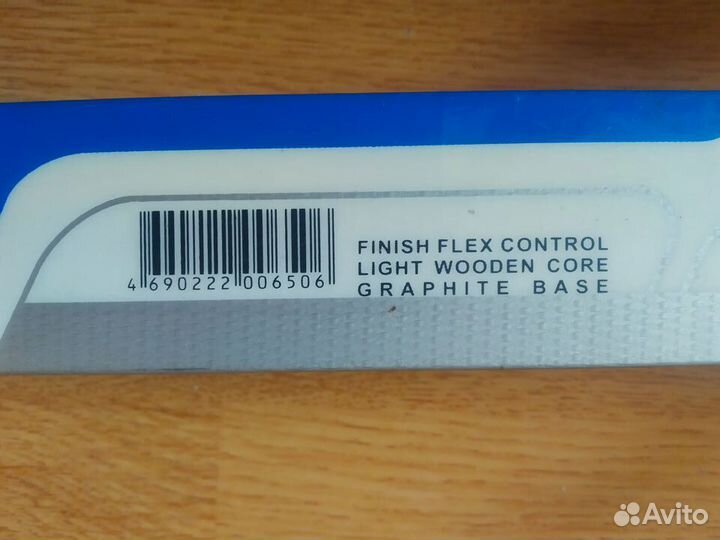 4 690222 006506
FINISH FLEX CONTROL
LIGHT WOODEN CORE
GRAPHITE BASE
Avito